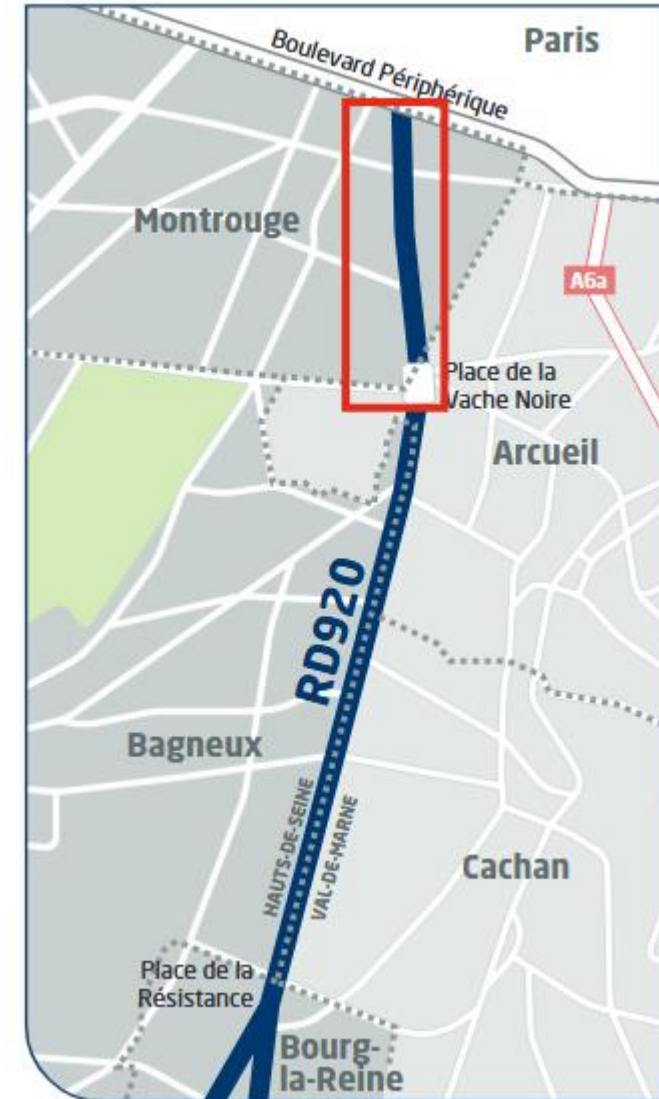 Paris
Boulevard Périphérique
Montrouge
A6a
Place de la
Vache Noire
Arcueil
RD920
Bagneux
HAUTS-DE-SEINE
VAL-DE-MARNE
Cachan
Place de la
Résistance
Bourg-
la-Reine